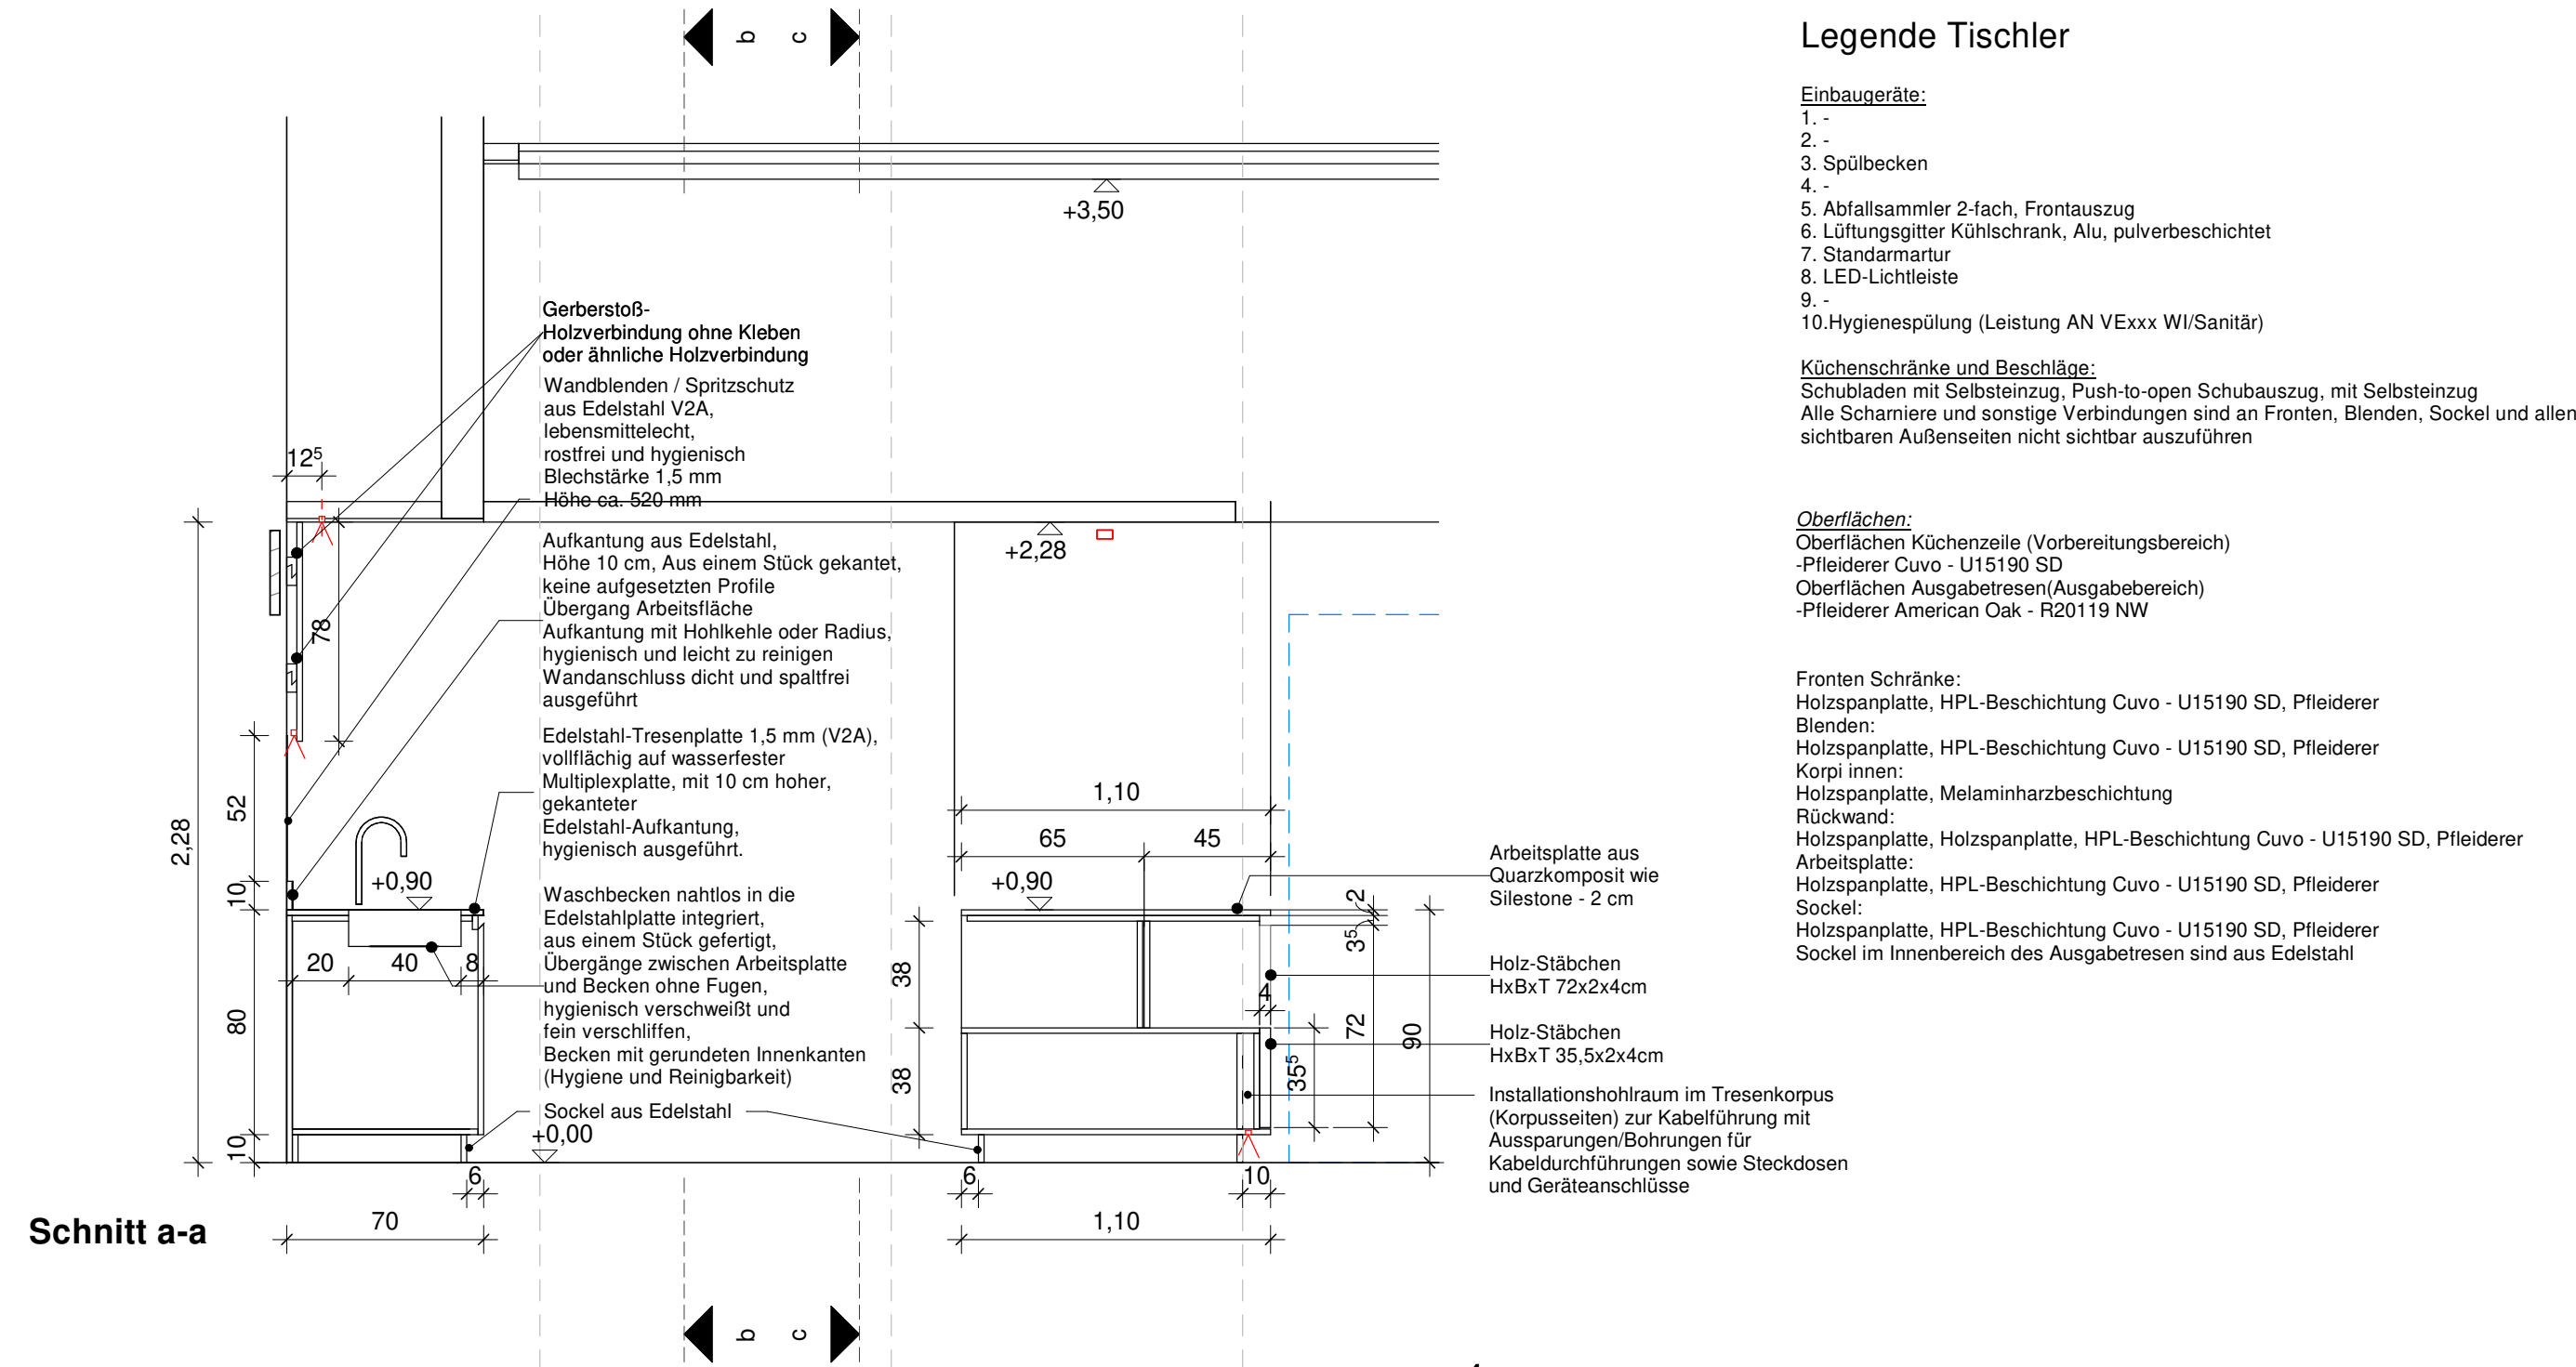 b c
Legende Tischler
Einbaugeräte:
1. -
2. -
3. Spülbecken
4. -
5. Abfallsammler 2-fach, Frontauszug
6. Lüftungsgitter Kühlschrank, Alu, pulverbeschichtet
7. Standarmartur
8. LED-Lichtleiste
9. -
10.Hygienespülung (Leistung AN VExxx WI/Sanitär)
Küchenschränke und Beschläge:
Schubladen mit Selbsteinzug, Push-to-open Schubauszug, mit Selbsteinzug
Alle Scharniere und sonstige Verbindungen sind an Fronten, Blenden, Sockel und allen
sichtbaren Außenseiten nicht sichtbar auszuführen
Oberflächen:
Oberflächen Küchenzeile (Vorbereitungsbereich)
-Pfleiderer Cuvo - U15190 SD
Oberflächen Ausgabetresen(Ausgabebereich)
-Pfleiderer American Oak - R20119 NW
Fronten Schränke:
Holzspanplatte, HPL-Beschichtung Cuvo - U15190 SD, Pfleiderer
Blenden:
Holzspanplatte, HPL-Beschichtung Cuvo - U15190 SD, Pfleiderer
Korpi innen:
Holzspanplatte, Melaminharzbeschichtung
Rückwand:
Holzspanplatte, Holzspanplatte, HPL-Beschichtung Cuvo - U15190 SD, Pfleiderer
Arbeitsplatte:
Holzspanplatte, HPL-Beschichtung Cuvo - U15190 SD, Pfleiderer
Sockel:
Holzspanplatte, HPL-Beschichtung Cuvo - U15190 SD, Pfleiderer
Sockel im Innenbereich des Ausgabetresen sind aus Edelstahl
+3,50
Gerberstoß-
Holzverbindung ohne Kleben
oder ähnliche Holzverbindung
Wandblenden / Spritzschutz
aus Edelstahl V2A,
lebensmittelecht,
rostfrei und hygienisch
Blechstärke 1,5 mm
Höhe ca. 520 mm
12⁵
+2,28
Aufkantung aus Edelstahl,
Höhe 10 cm, Aus einem Stück gekantet,
keine aufgesetzten Profile
Übergang Arbeitsfläche
Aufkantung mit Hohlkehle oder Radius,
hygienisch und leicht zu reinigen
Wandanschluss dicht und spaltfrei
ausgeführt
78
Edelstahl-Tresenplatte 1,5 mm (V2A),
vollflächig auf wasserfester
Multiplexplatte, mit 10 cm hoher,
gekanteter
Edelstahl-Aufkantung,
hygienisch ausgeführt.
2,28
52
10
80
10
+0,90
20 40 8
Waschbecken nahtlos in die
Edelstahlplatte integriert,
aus einem Stück gefertigt,
Übergänge zwischen Arbeitsplatte
und Becken ohne Fugen,
hygienisch verschweißt und
fein verschliffen,
Becken mit gerundeten Innenkanten
(Hygiene und Reinigbarkeit)
Sockel aus Edelstahl
+0,00
1,10
65 45
+0,90
38
38
2
3⁵
4
72
35⁵
90
Arbeitsplatte aus
Quarzkomposit wie
Silestone - 2 cm
Holz-Stäbchen
HxBxT 72x2x4cm
Holz-Stäbchen
HxBxT 35,5x2x4cm
Installationshohlraum im Tresenkorpus
(Korpusseiten) zur Kabelführung mit
Aussparungen/Bohrungen für
Kabeldurchführungen sowie Steckdosen
und Geräteanschlüsse
6 6 10
70 1,10
Schnitt a-a
b c